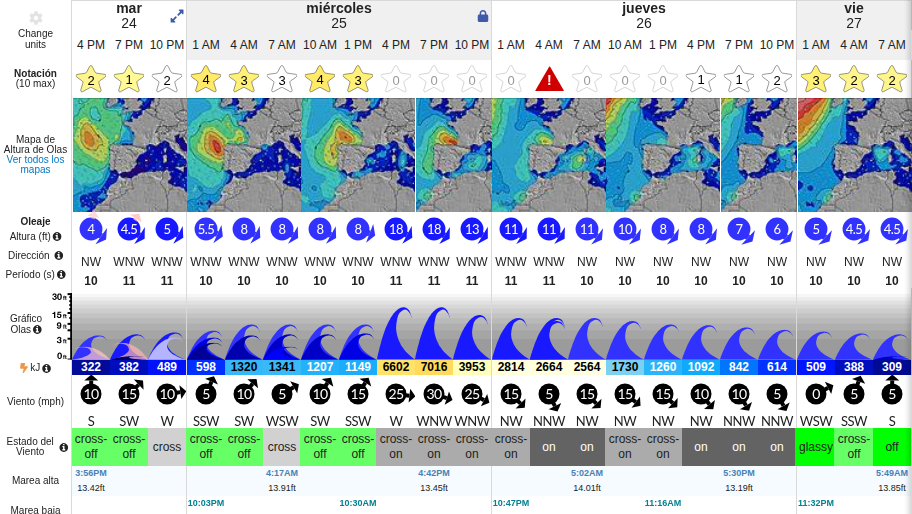 mar
24
miércoles
25
jueves
26
vie
27
Change
units
4 PM 7 PM 10 PM 1 AM 4 AM 7 AM 10 AM 1 PM 4 PM 7 PM 10 PM 1 AM 4 AM 7 AM 10 AM 1 PM 4 PM 7 PM 10 PM 1 AM 4 AM 7 AM
Notación
(10 max)
2 1 2 4 3 3 4 3 0 0 0 0 ! 0 0 0 1 1 2 3 2 2
Mapa de
Altura de Olas
Ver todos los
mapas
Oleaje
Altura (ft)
4 4.5 5 5.5 8 8 8 8 18 18 13 11 11 11 10 8 8 7 6 5 4.5 4.5
Dirección
NW WNW WNW WNW WNW WNW WNW WNW WNW WNW WNW WNW WNW NW NW NW NW NW NW NW NW NW
Período (s)
10 11 11 10 10 10 10 10 11 11 11 11 11 11 10 10 10 10 10 10 10 10
Gráfico
Olas
30ft
15ft
9ft
3ft
0ft
kJ
322 382 489 598 1320 1341 1207 1149 6602 7016 3953 2814 2664 2564 1730 1260 1092 842 614 509 388 309
Viento (mph)
10 15 10 5 10 5 10 15 25 30 25 15 5 15 15 15 10 10 5 0 5 5
S SW W SSW SW WSW SW SSW W WNW WNW NW NNW NW NW NW NW NNW NNW WSW SSW S
Estado del
Viento
cross-off cross-off cross cross-off cross-off cross cross-off cross-off cross-on cross-on cross-on cross-on on on cross-on cross-on on on on glassy cross-off off
Marea alta
3:56PM 4:17AM 4:42PM 5:02AM 5:30PM 5:49AM
13.42ft 13.91ft 13.45ft 14.01ft 13.19ft 13.85ft
Marea baja
10:03PM 10:30AM 10:47PM 11:16AM 11:32PM